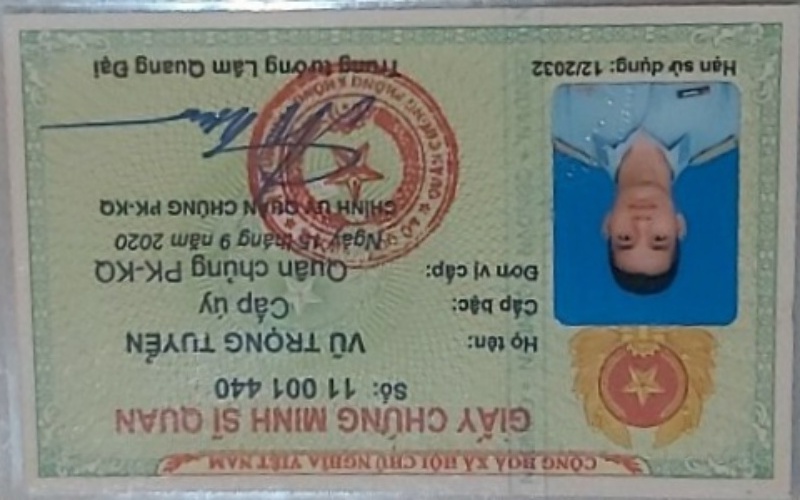 CỘNG HOÀ XÃ HỘI CHỦ NGHĨA VIỆT NAM
GIẤY CHỨNG MINH SĨ QUAN
Số: 11 001 440
Họ tên: VŨ TRỌNG TUYỂN
Cấp bậc: Cấp úy
Đơn vị cấp: Quân chủng PK-KQ
Ngày 15 tháng 9 năm 2020
CHÍNH UỶ QUÂN CHỦNG PK-KQ
Trung tướng Lâm Quang Đại
Hạn sử dụng: 12/2032